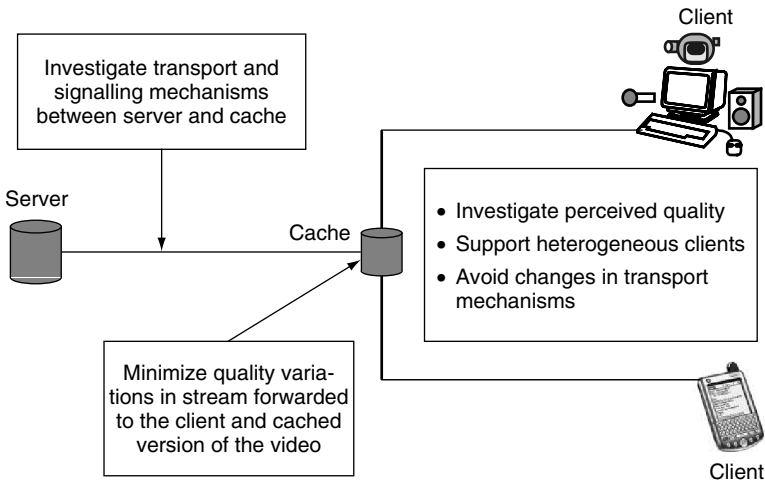 Client
Investigate transport and
signalling mechanisms
between server and cache
Server
Cache
• Investigate perceived quality
• Support heterogeneous clients
• Avoid changes in transport
mechanisms
Minimize quality varia-
tions in stream forwarded
to the client and cached
version of the video
Client